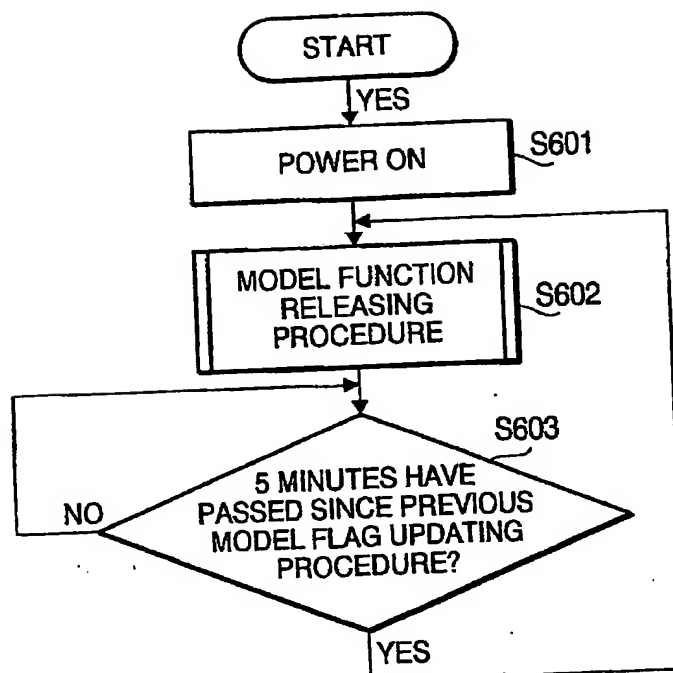 START
YES
POWER ON
S601
MODEL FUNCTION
RELEASING
PROCEDURE
S602
S603
5 MINUTES HAVE
PASSED SINCE PREVIOUS
MODEL FLAG UPDATING
PROCEDURE?
NO
YES